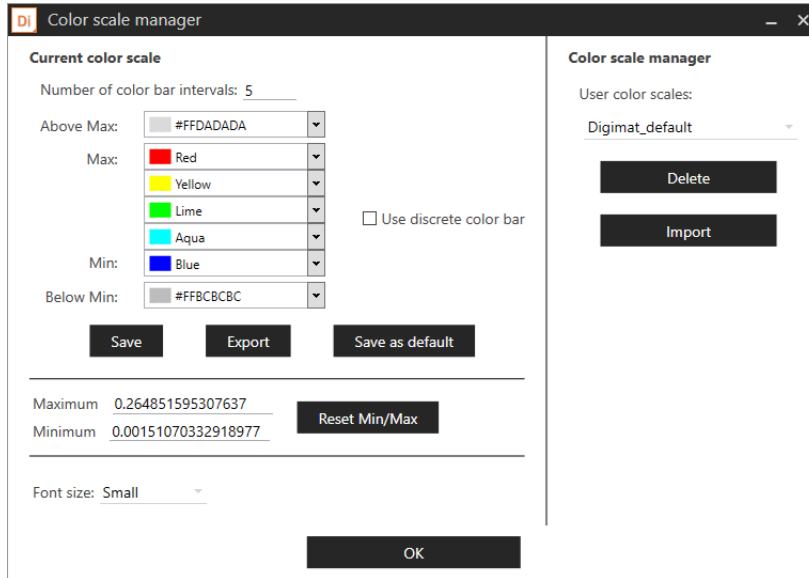 Di Color scale manager
Current color scale
Number of color bar intervals: 5
Above Max: #FFDADADA
Max: Red
Yellow
Lime
Aqua
Min: Blue
Below Min: #FFBCBCBC
Use discrete color bar
Save Export Save as default
Maximum 0.264851595307637
Minimum 0.00151070332918977
Reset Min/Max
Font size: Small
Color scale manager
User color scales:
Digimat_default
Delete
Import
OK